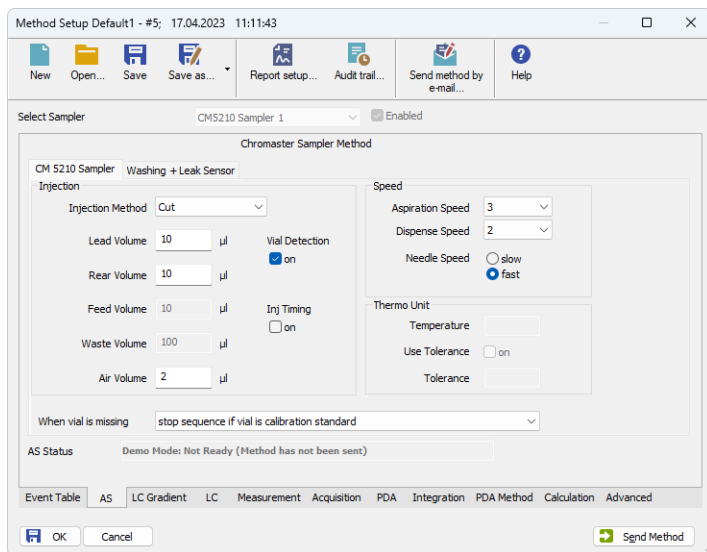 Method Setup Default1 - #5; 17.04.2023 11:11:43
New Open... Save Save as... Report setup... Audit trail... Send method by e-mail... Help
Select Sampler CM5210 Sampler 1 Enabled
Chromaster Sampler Method
CM 5210 Sampler Washing + Leak Sensor
Injection
Injection Method Cut
Lead Volume 10 µl Vial Detection
on
Rear Volume 10 µl
Feed Volume 10 µl Inj Timing
on
Waste Volume 100 µl
Air Volume 2 µl
Speed
Aspiration Speed 3
Dispense Speed 2
Needle Speed slow
fast
Thermo Unit
Temperature
Use Tolerance on
Tolerance
When vial is missing stop sequence if vial is calibration standard
AS Status Demo Mode: Not Ready (Method has not been sent)
Event Table AS LC Gradient LC Measurement Acquisition PDA Integration PDA Method Calculation Advanced
OK Cancel Send Method